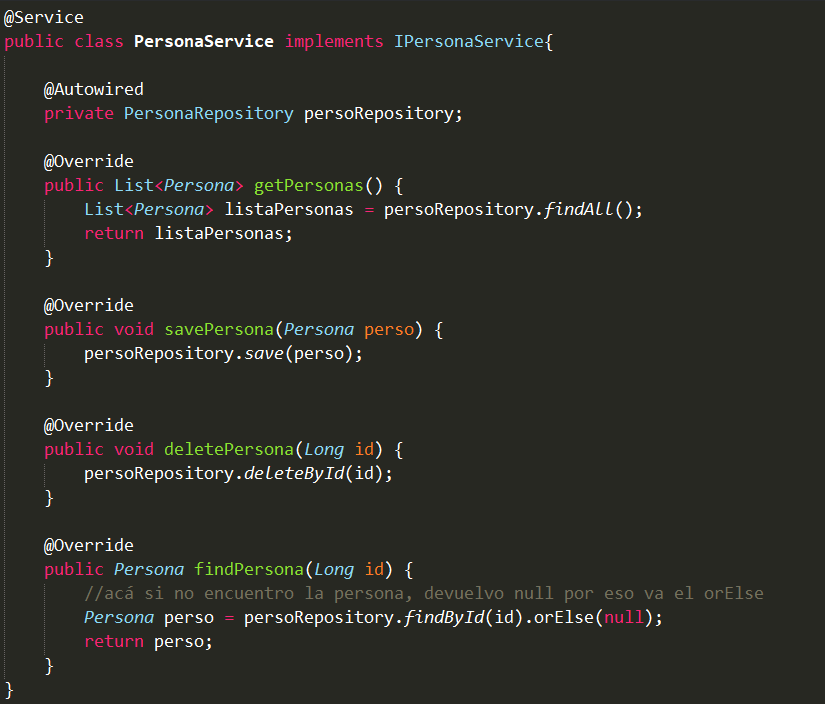 @Service
public class PersonaService implements IPersonaService{
@Autowired
private PersonaRepository persoRepository;
@Override
public List<Persona> getPersonas() {
List<Persona> listaPersonas = persoRepository.findAll();
return listaPersonas;
}
@Override
public void savePersona(Persona perso) {
persoRepository.save(perso);
}
@Override
public void deletePersona(Long id) {
persoRepository.deleteById(id);
}
@Override
public Persona findPersona(Long id) {
//acá si no encuentro la persona, devuelvo null por eso va el orElse
Persona perso = persoRepository.findById(id).orElse(null);
return perso;
}
}